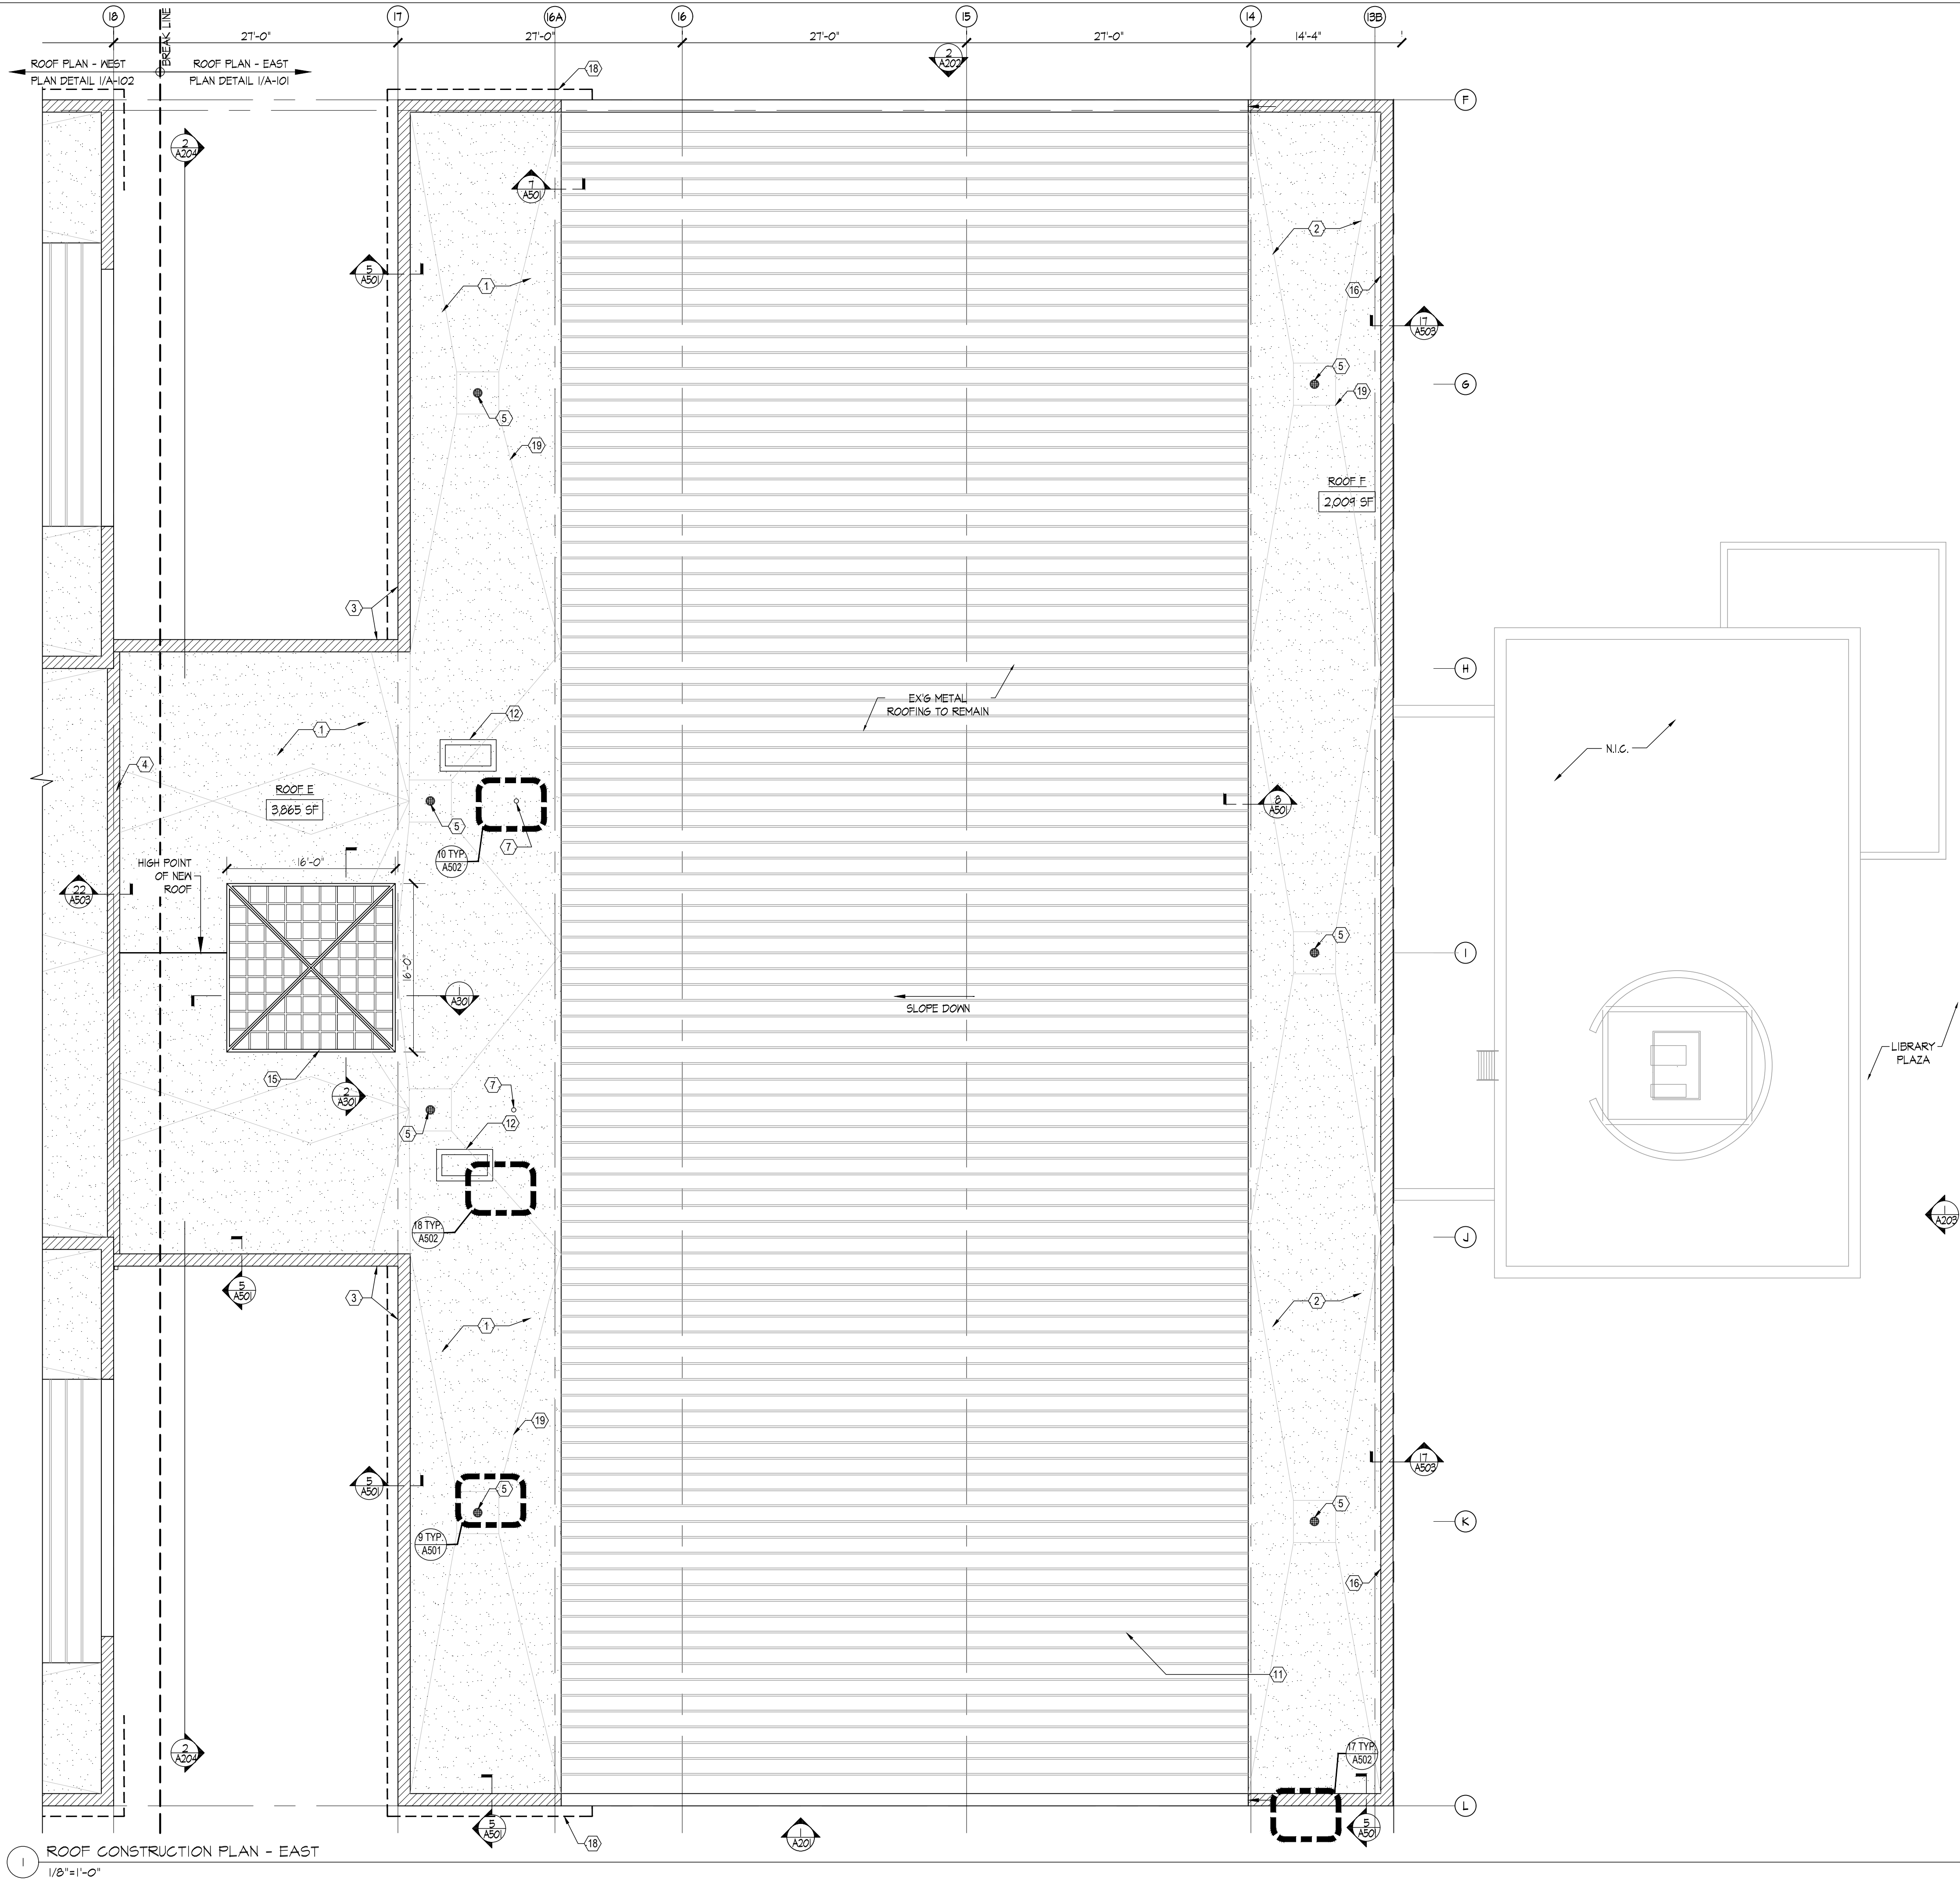 18
17
16A
16
15
14
13B
BREAK LINE
27'-0"
27'-0"
27'-0"
27'-0"
14'-4"
2
A202
ROOF PLAN - WEST
PLAN DETAIL 1/A-102
ROOF PLAN - EAST
PLAN DETAIL 1/A-101
18
F
2
A204
7
A501
2
5
A501
1
16
17
A503
5
5
19
G
19
ROOF F
2,009 SF
3
H
EX'G METAL
ROOFING TO REMAIN
12
1
N.I.C.
4
ROOF E
3,865 SF
5
7
8
A501
10 TYP.
A502
HIGH POINT
OF NEW
ROOF
16'-0"
22
A503
5
I
16'-0"
1
A301
SLOPE DOWN
LIBRARY
PLAZA
15
2
A301
7
12
5
1
A203
18 TYP.
A502
J
5
A501
3
1
2
19
17
A503
5
A501
5
5
K
9 TYP.
A501
16
11
2
A204
17 TYP.
A502
L
5
A501
18
1
A201
5
A501
1
ROOF CONSTRUCTION PLAN - EAST
1/8"=1'-0"